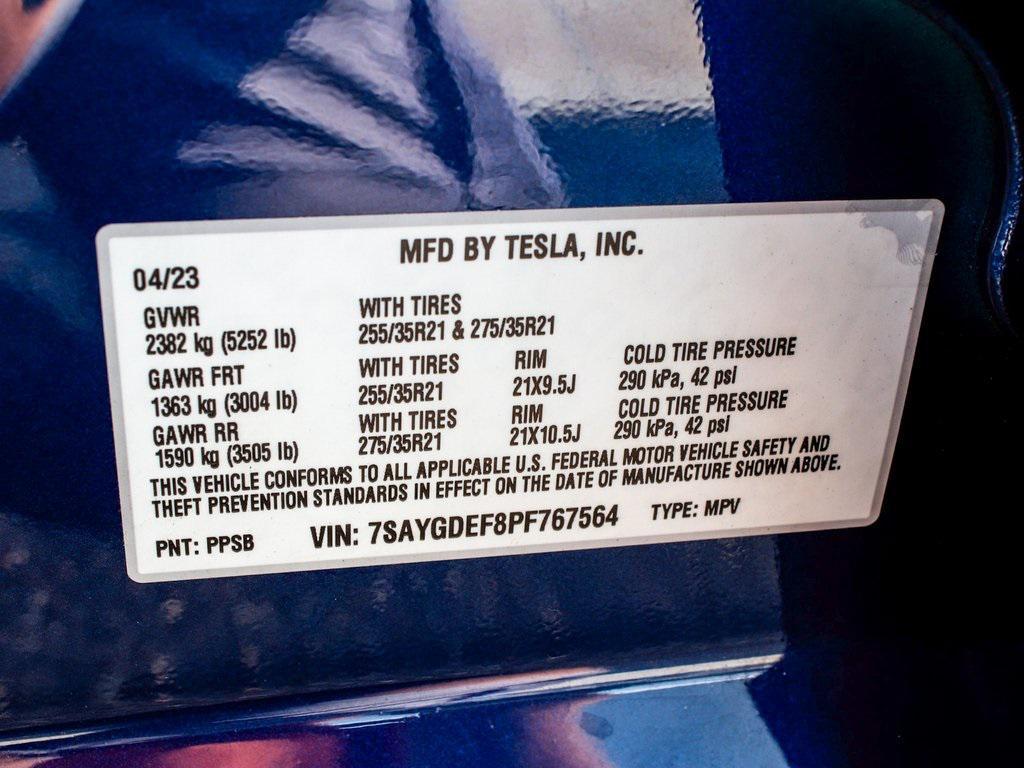 MFD BY TESLA, INC.
04/23
GVWR WITH TIRES
2382 kg (5252 lb) 255/35R21 & 275/35R21
GAWR FRT WITH TIRES RIM COLD TIRE PRESSURE
1363 kg (3004 lb) 255/35R21 21X9.5J 290 kPa, 42 psi
GAWR RR WITH TIRES RIM COLD TIRE PRESSURE
1590 kg (3505 lb) 275/35R21 21X10.5J 290 kPa, 42 psi
THIS VEHICLE CONFORMS TO ALL APPLICABLE U.S. FEDERAL MOTOR VEHICLE SAFETY AND
THEFT PREVENTION STANDARDS IN EFFECT ON THE DATE OF MANUFACTURE SHOWN ABOVE.
PNT: PPSB VIN: 7SAYGDEF8PF767564 TYPE: MPV